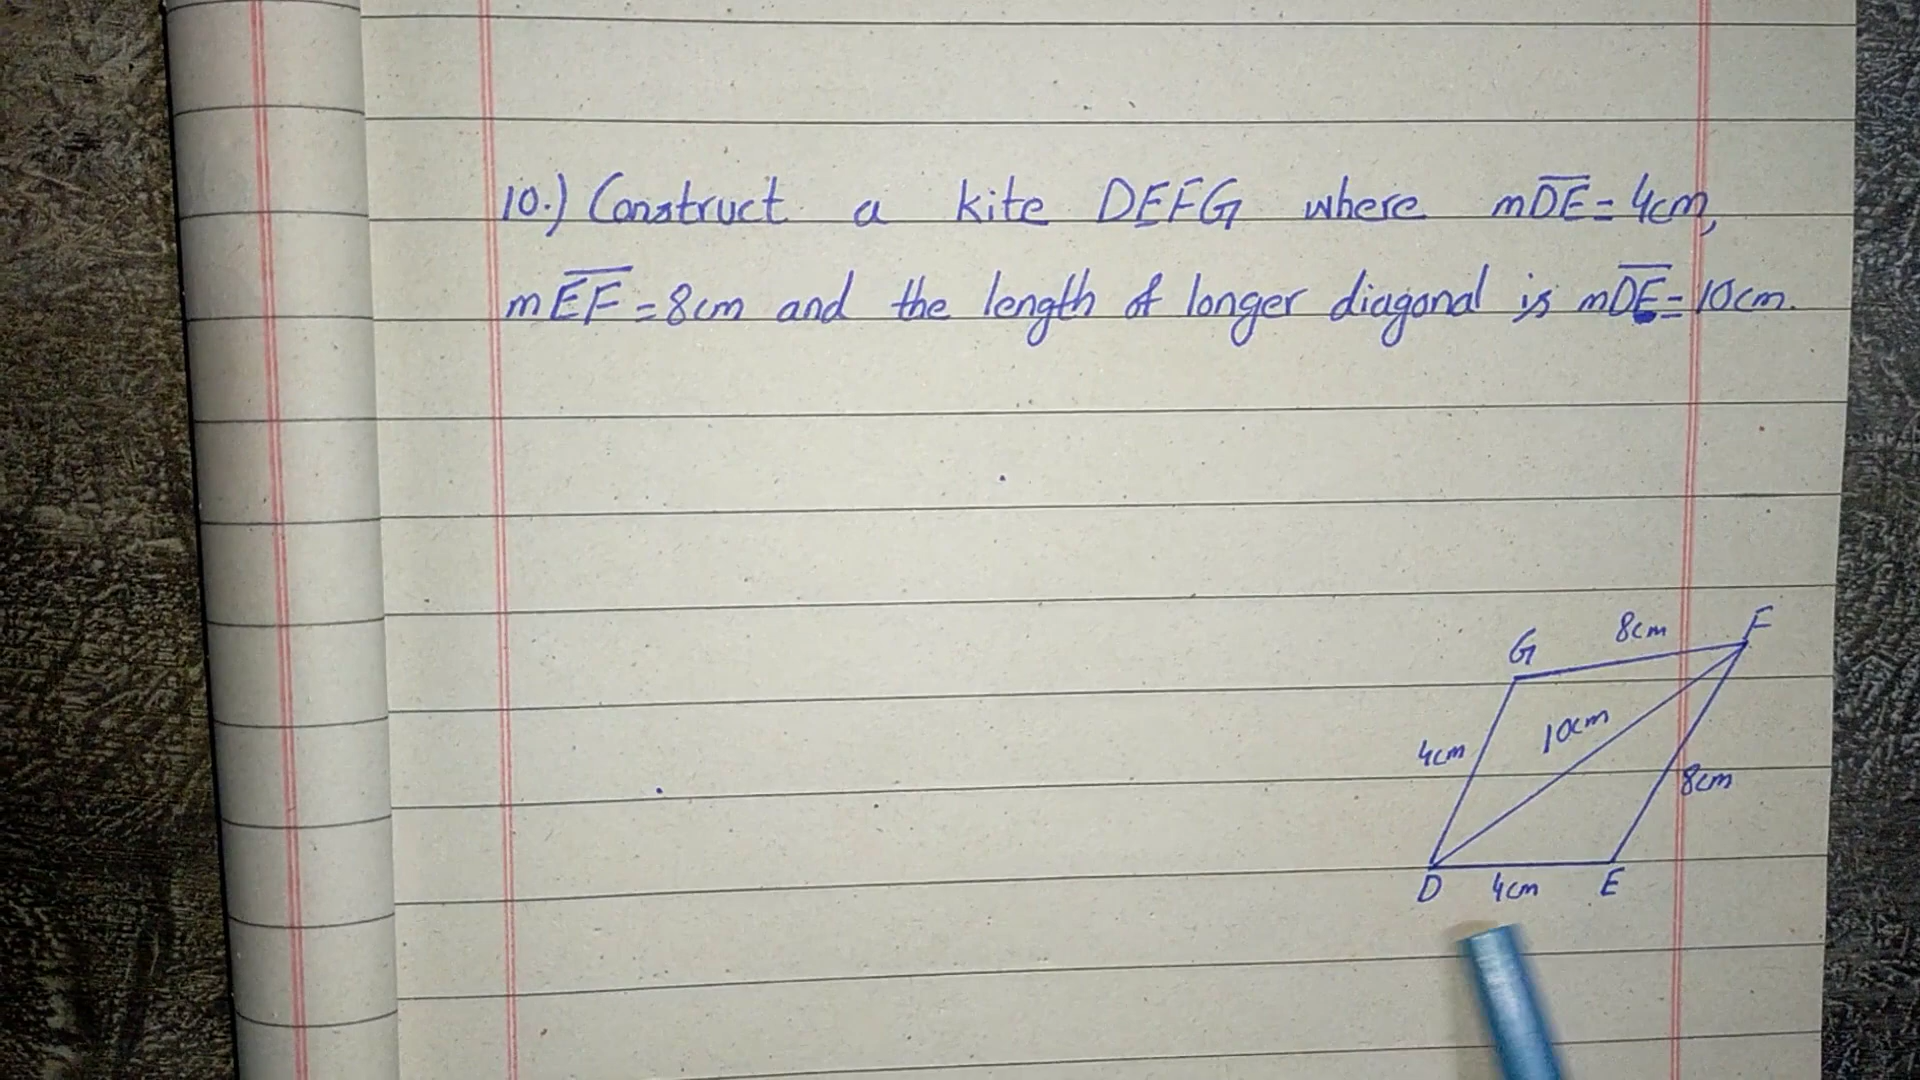 10.) Construct a kite DEFG where mDE = 4cm,
mEF = 8cm and the length of longer diagonal is mDF = 10cm.
G 8cm F
4cm 10cm 8cm
D 4cm E